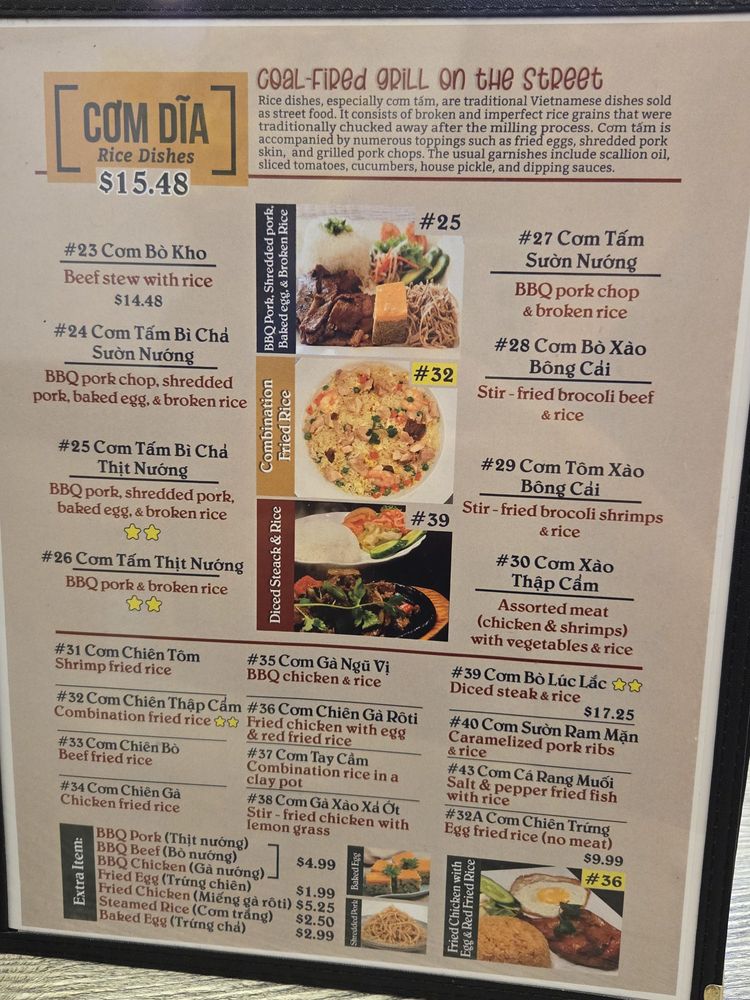 CƠM DĨA
Rice Dishes
$15.48
COAL-FIRED GRILL ON THE STREET
Rice dishes, especially cơm tấm, are traditional Vietnamese dishes sold
as street food. It consists of broken and imperfect rice grains that were
traditionally chucked away after the milling process. Cơm tấm is
accompanied by numerous toppings such as fried eggs, shredded pork
skin, and grilled pork chops. The usual garnishes include scallion oil,
sliced tomatoes, cucumbers, house pickle, and dipping sauces.
#23 Cơm Bò Kho
Beef stew with rice
$14.48
#24 Cơm Tấm Bì Chả
Sườn Nướng
BBQ pork chop, shredded
pork, baked egg, & broken rice
#25 Cơm Tấm Bì Chả
Thịt Nướng
BBQ pork, shredded pork,
baked egg, & broken rice
#26 Cơm Tấm Thịt Nướng
BBQ pork & broken rice
BBQ Pork, Shredded pork,
Baked egg, & Broken Rice
#25
Combination
Fried Rice
#32
Diced Steack & Rice
#39
#27 Cơm Tấm
Sườn Nướng
BBQ pork chop
& broken rice
#28 Cơm Bò Xào
Bông Cải
Stir - fried brocoli beef
& rice
#29 Cơm Tôm Xào
Bông Cải
Stir - fried brocoli shrimps
& rice
#30 Cơm Xào
Thập Cẩm
Assorted meat
(chicken & shrimps)
with vegetables & rice
#31 Cơm Chiên Tôm
Shrimp fried rice
#32 Cơm Chiên Thập Cẩm
Combination fried rice
#33 Cơm Chiên Bò
Beef fried rice
#34 Cơm Chiên Gà
Chicken fried rice
#35 Cơm Gà Ngũ Vị
BBQ chicken & rice
#36 Cơm Chiên Gà Rôti
Fried chicken with egg
& red fried rice
#37 Cơm Tay Cầm
Combination rice in a
clay pot
#38 Cơm Gà Xào Xả Ớt
Stir - fried chicken with
lemon grass
#39 Cơm Bò Lúc Lắc
Diced steak & rice
$17.25
#40 Cơm Sườn Ram Mặn
Caramelized pork ribs
& rice
#43 Cơm Cá Rang Muối
Salt & pepper fried fish
with rice
#32A Cơm Chiên Trứng
Egg fried rice (no meat)
$9.99
Extra Item:
BBQ Pork (Thịt nướng)
BBQ Beef (Bò nướng)
BBQ Chicken (Gà nướng)
$4.99
Fried Egg (Trứng chiên) $1.99
Fried Chicken (Miếng gà rôti) $5.25
Steamed Rice (Cơm trắng) $2.50
Baked Egg (Trứng chả) $2.99
Baked Egg
Shredded Pork
Fried Chicken with
Egg & Red Fried Rice
#36